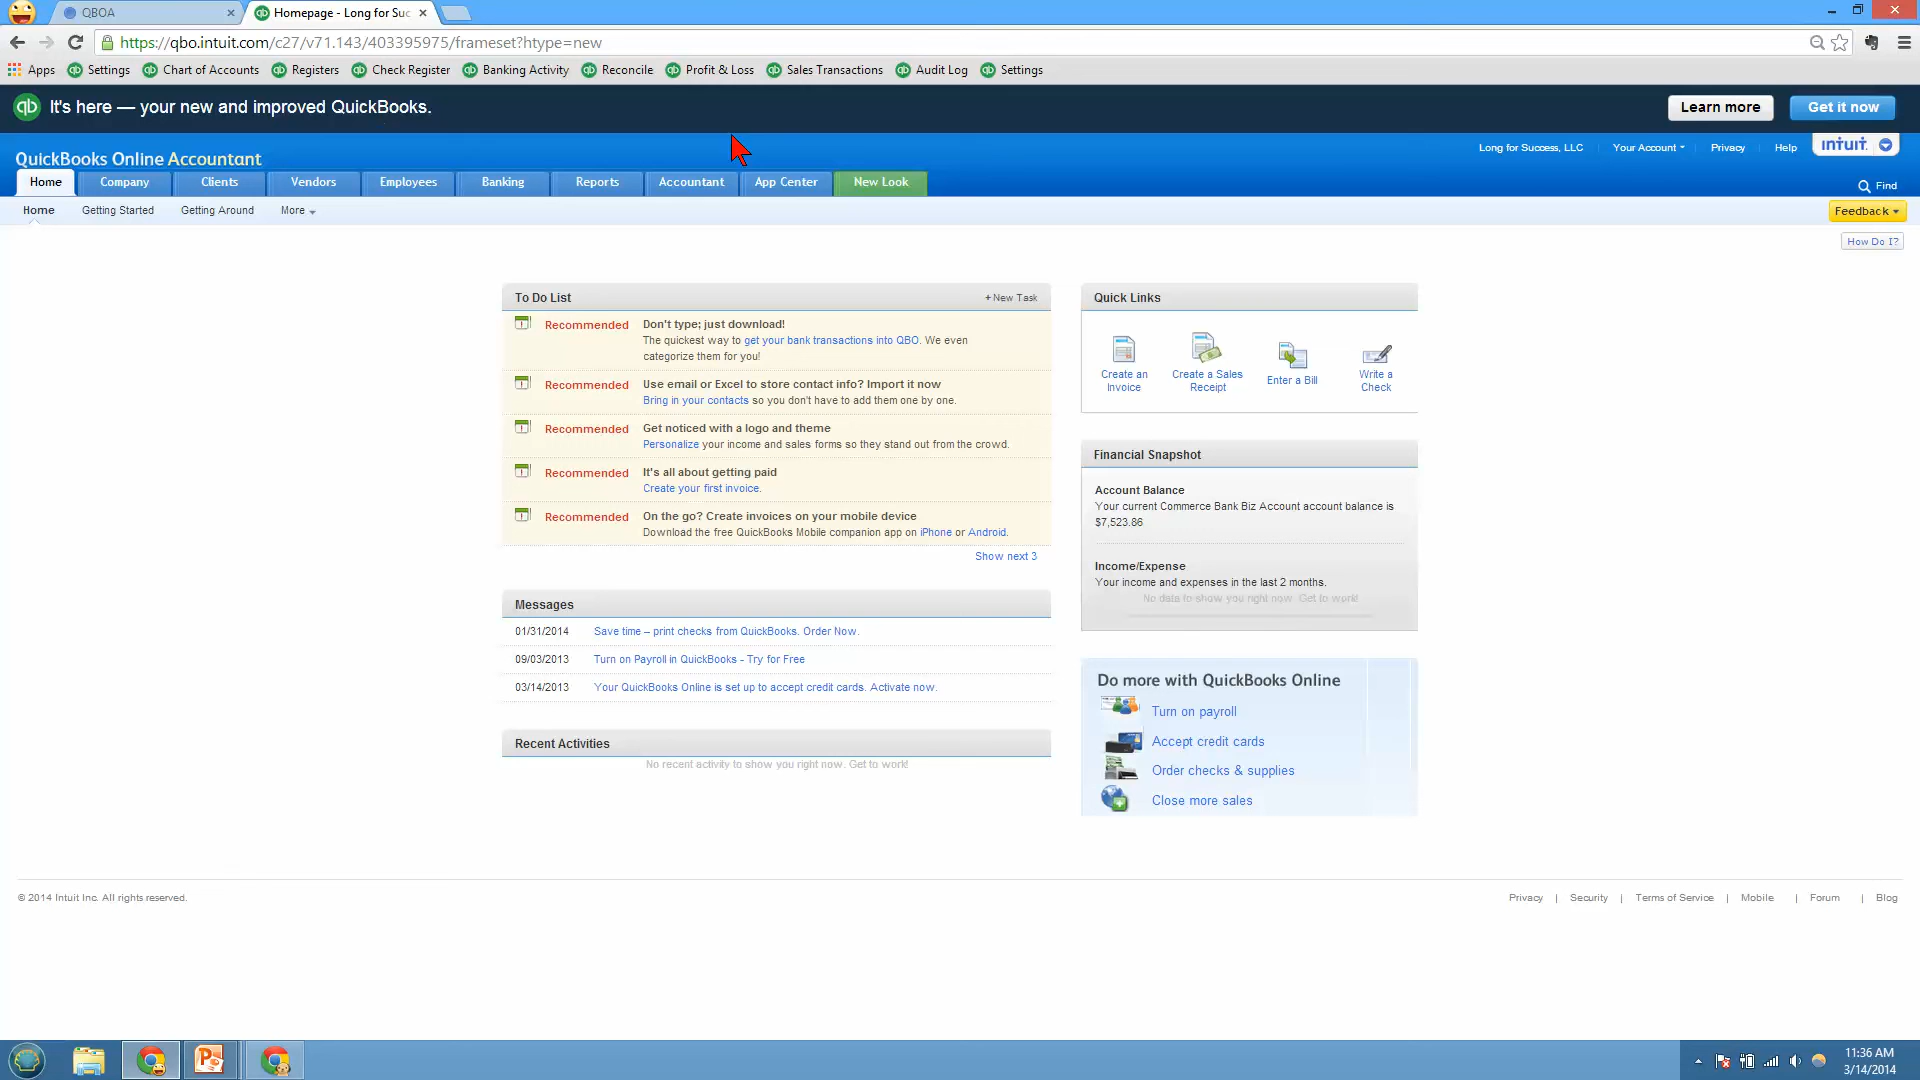 QBOA
Homepage - Long for Suc
https://qbo.intuit.com/c27/v71.143/403395975/frameset?htype=new
Apps Settings Chart of Accounts Registers Check Register Banking Activity Reconcile Profit & Loss Sales Transactions Audit Log Settings
qb It's here — your new and improved QuickBooks.
Learn more Get it now
QuickBooks Online Accountant
Long for Success, LLC Your Account Privacy Help intuit.
Home Company Clients Vendors Employees Banking Reports Accountant App Center New Look
Find
Home Getting Started Getting Around More
Feedback
How Do I?
To Do List + New Task
Recommended Don't type; just download!
The quickest way to get your bank transactions into QBO. We even
categorize them for you!
Recommended Use email or Excel to store contact info? Import it now
Bring in your contacts so you don't have to add them one by one.
Recommended Get noticed with a logo and theme
Personalize your income and sales forms so they stand out from the crowd.
Recommended It's all about getting paid
Create your first invoice.
Recommended On the go? Create invoices on your mobile device
Download the free QuickBooks Mobile companion app on iPhone or Android.
Show next 3
Messages
01/31/2014 Save time – print checks from QuickBooks. Order Now.
09/03/2013 Turn on Payroll in QuickBooks - Try for Free
03/14/2013 Your QuickBooks Online is set up to accept credit cards. Activate now.
Recent Activities
No recent activity to show you right now. Get to work!
Quick Links
Create an
Invoice
Create a Sales
Receipt
Enter a Bill
Write a
Check
Financial Snapshot
Account Balance
Your current Commerce Bank Biz Account account balance is
$7,523.86
Income/Expense
Your income and expenses in the last 2 months.
No data to show you right now. Get to work!
Do more with QuickBooks Online
Turn on payroll
Accept credit cards
Order checks & supplies
Close more sales
© 2014 Intuit Inc. All rights reserved.
Privacy | Security | Terms of Service | Mobile | Forum | Blog
11:36 AM
3/14/2014